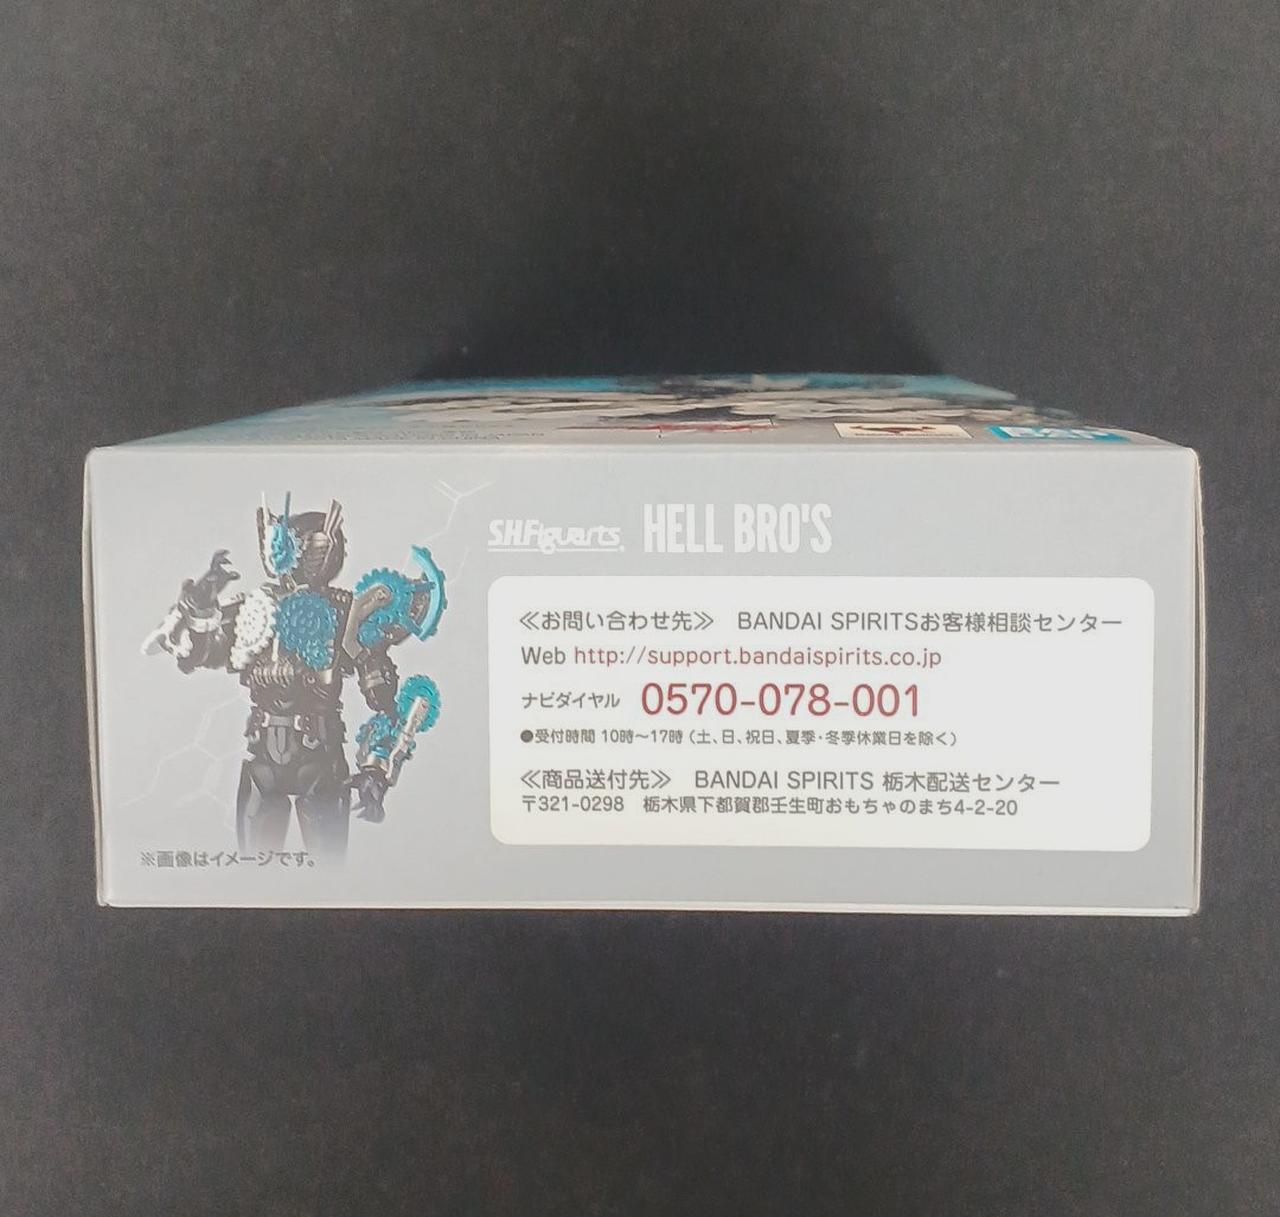 S.H.Figuarts HELL BRO'S
≪お問い合わせ先≫ BANDAI SPIRITSお客様相談センター
Web http://support.bandaispirits.co.jp
ナビダイヤル 0570-078-001
●受付時間 10時～17時（土、日、祝日、夏季・冬季休業日を除く）
≪商品送付先≫ BANDAI SPIRITS 栃木配送センター
〒321-0298 栃木県下都賀郡壬生町おもちゃのまち4-2-20
※画像はイメージです。